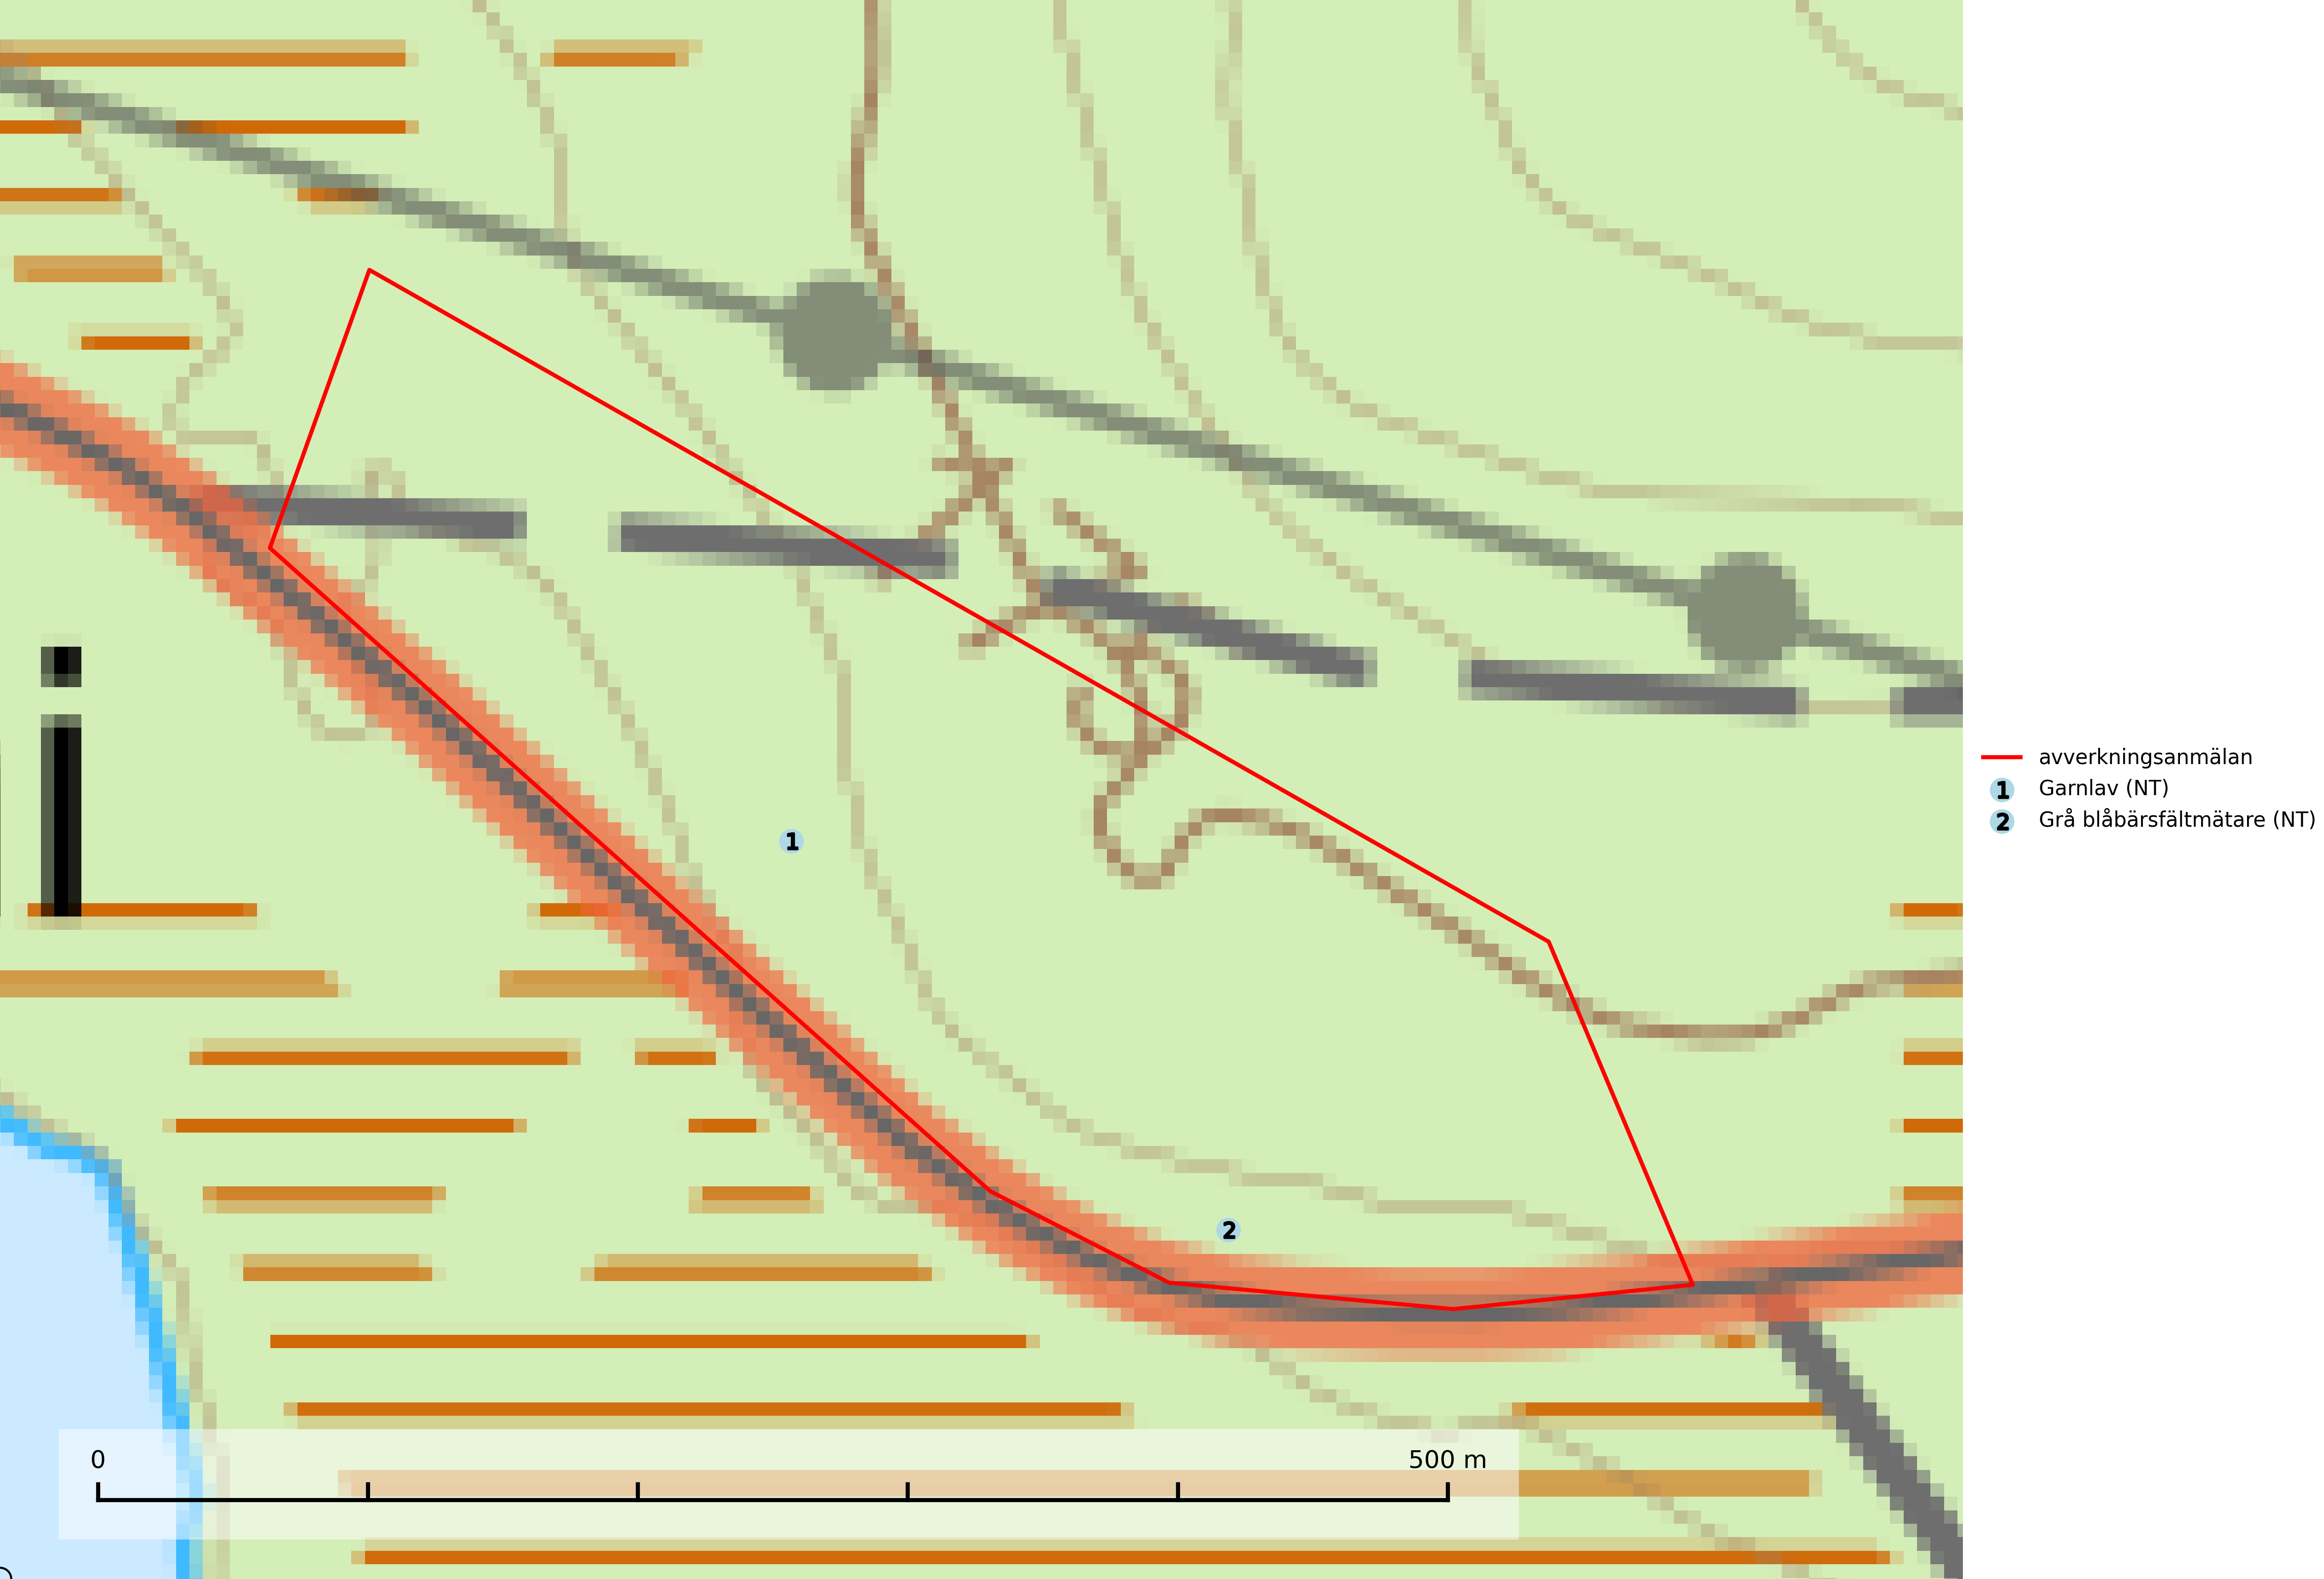 i
1
2
0 500 m
avverkningsanmälan
1 Garnlav (NT)
2 Grå blåbärsfältmätare (NT)